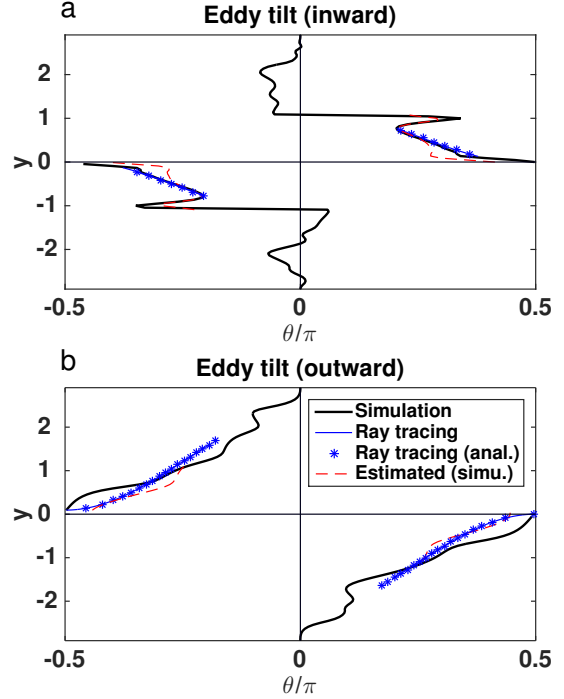 a
Eddy tilt (inward)
2
1
0
-1
-2
y
-0.5
0
0.5
θ/π
b
Eddy tilt (outward)
Simulation
Ray tracing
Ray tracing (anal.)
Estimated (simu.)
2
1
0
-1
-2
y
-0.5
0
0.5
θ/π